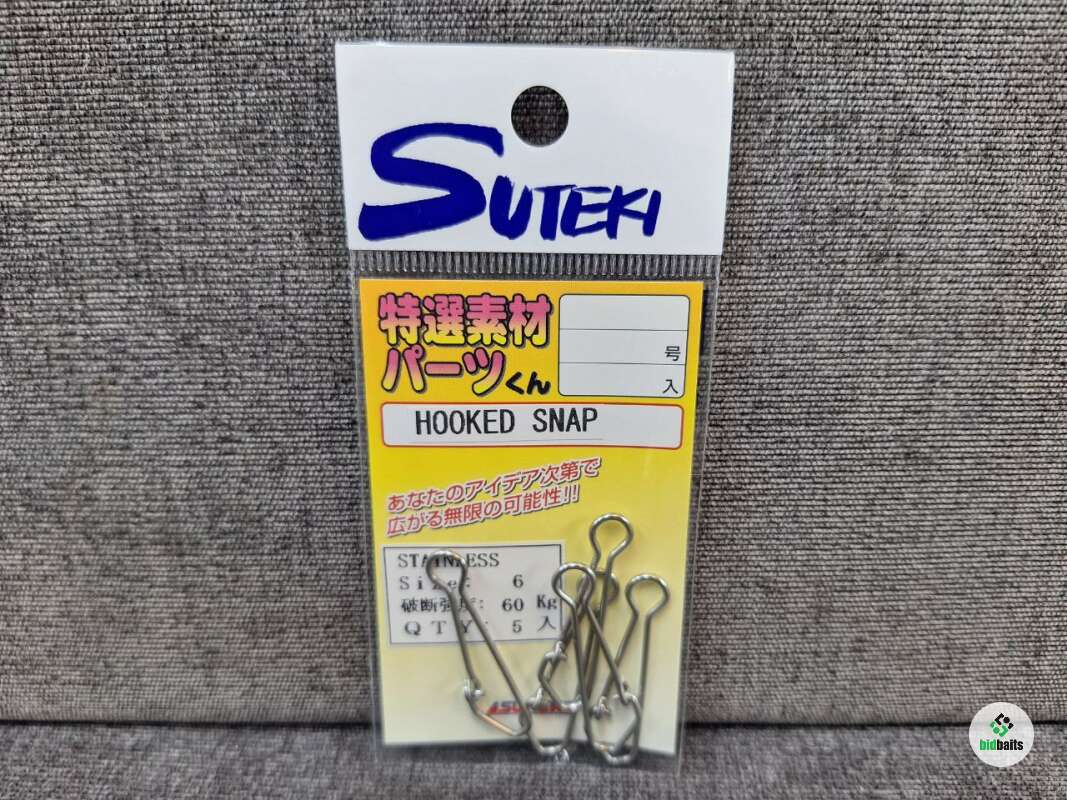 SUTEKI
特選素材
パーツくん
号
入
HOOKED SNAP
あなたのアイデア次第で
広がる無限の可能性!!
STAINLESS
Size: 6
破断強度: 60 Kg
QTY: 5 入
bidbaits